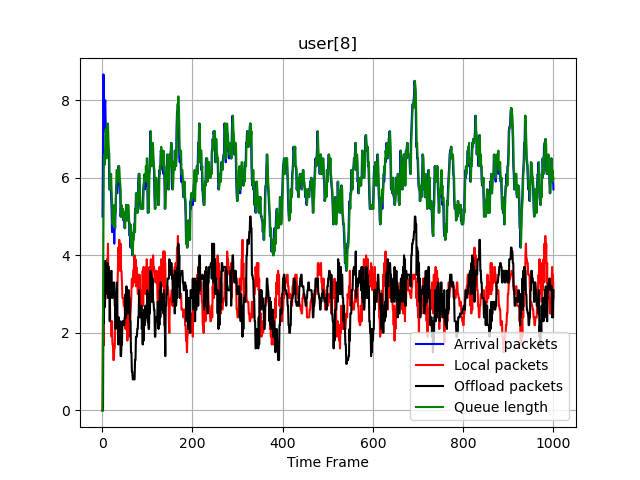 user[8]
8
6
4
2
0
Arrival packets
Local packets
Offload packets
Queue length
0 200 400 600 800 1000
Time Frame